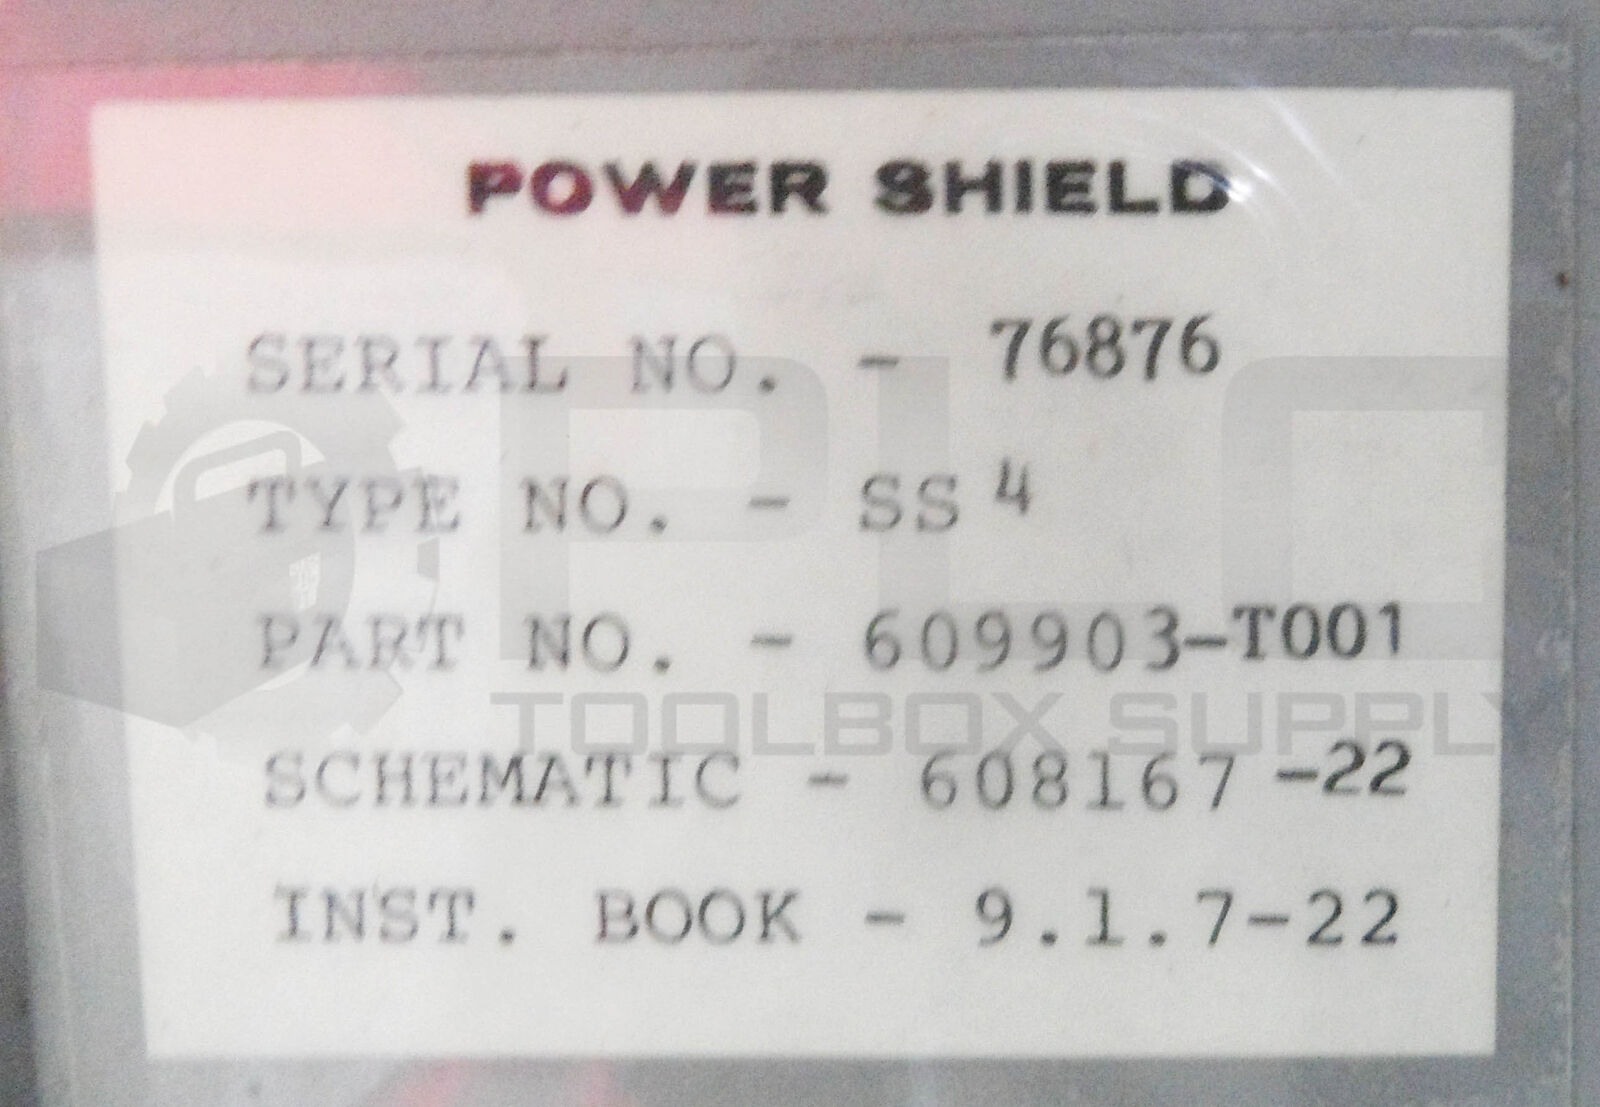 POWER SHIELD
SERIAL NO. - 76876
TYPE NO. - SS 4
PART NO. - 609903-T001
SCHEMATIC - 608167-22
INST. BOOK - 9.1.7-22
PLC
TOOLBOX SUPPLY